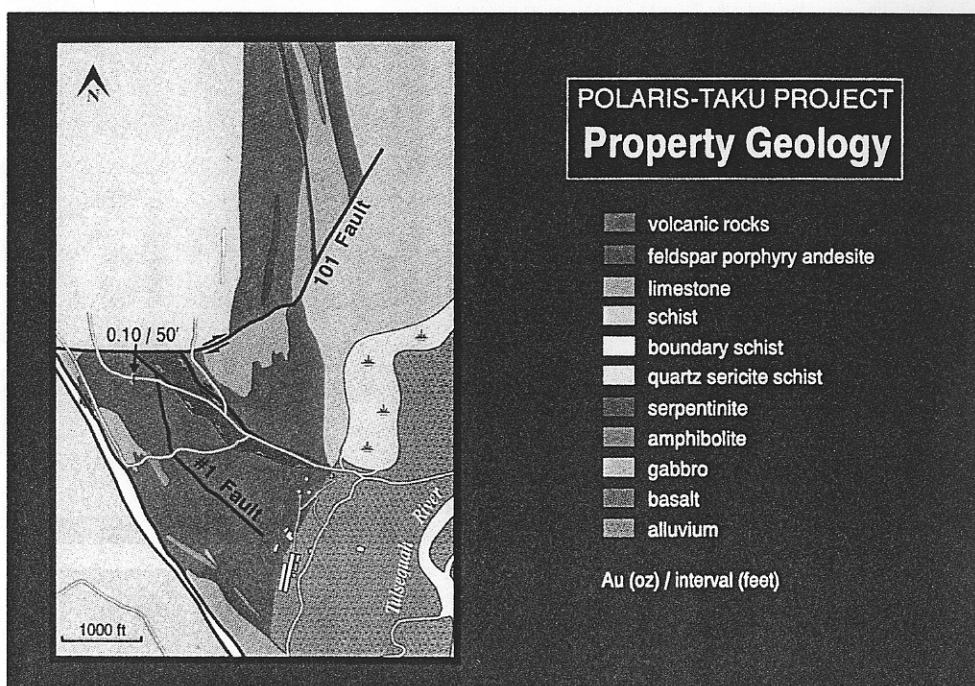 POLARIS-TAKU PROJECT
Property Geology
N
101 Fault
0.10 / 50'
#1 Fault
Tulsequah River
1000 ft
volcanic rocks
feldspar porphyry andesite
limestone
schist
boundary schist
quartz sericite schist
serpentinite
amphibolite
gabbro
basalt
alluvium
Au (oz) / interval (feet)